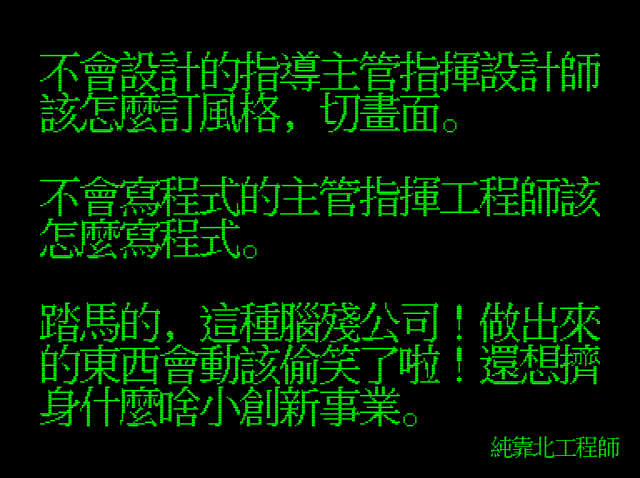 不會設計的指導主管指揮設計師
該怎麼訂風格，切畫面。
不會寫程式的主管指揮工程師該
怎麼寫程式。
踏馬的，這種腦殘公司！做出來
的東西會動該偷笑了啦！還想擠
身什麼啥小創新事業。
純靠北工程師